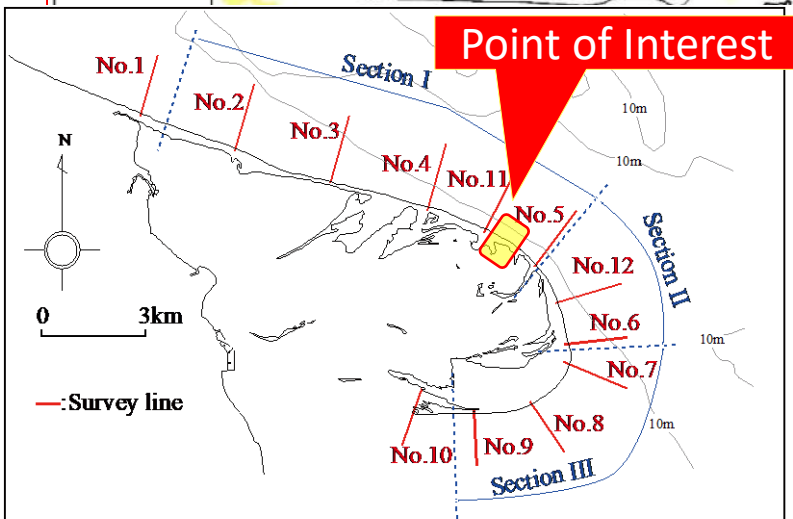 Point of Interest
No.1
Section I
No.2
10m
No.3
N
No.4
10m
No.11
No.5
Section II
No.12
0
3km
No.6
10m
No.7
:Survey line
No.8
10m
No.9
No.10
Section III